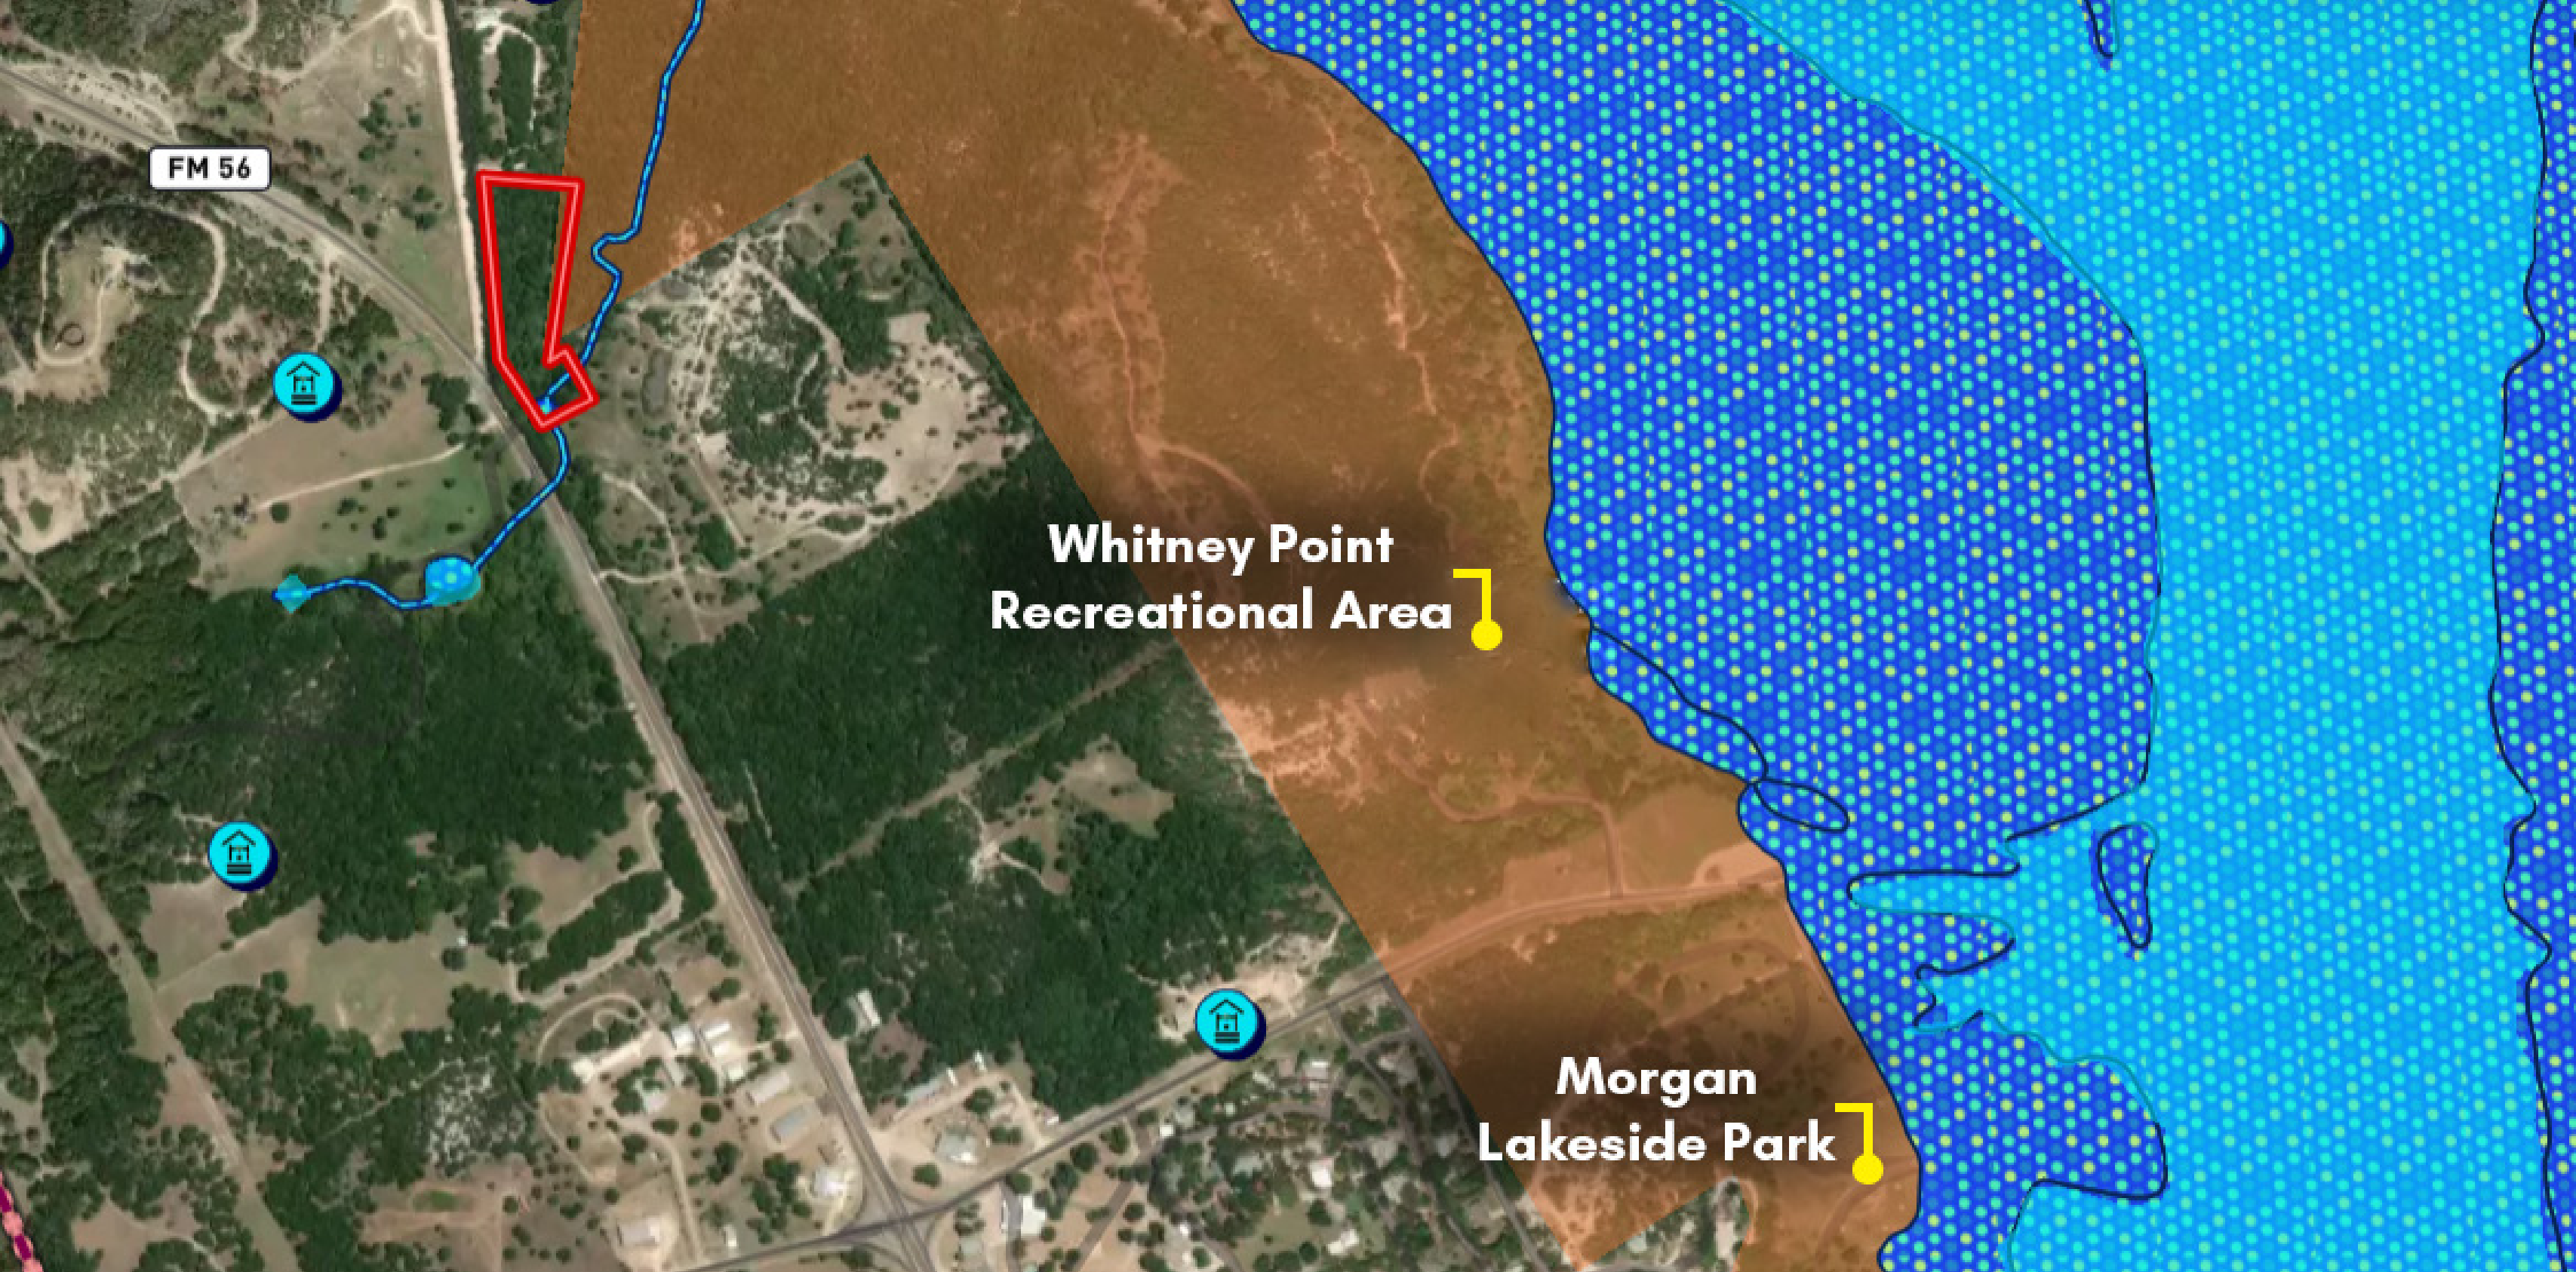 FM 56
Whitney Point
Recreational Area
Morgan
Lakeside Park